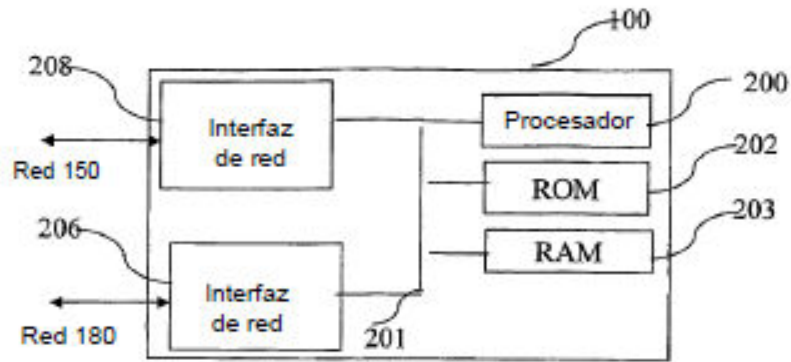 100
208
Interfaz
de red
Procesador
200
Red 150
202
ROM
203
RAM
206
Interfaz
de red
Red 180
201